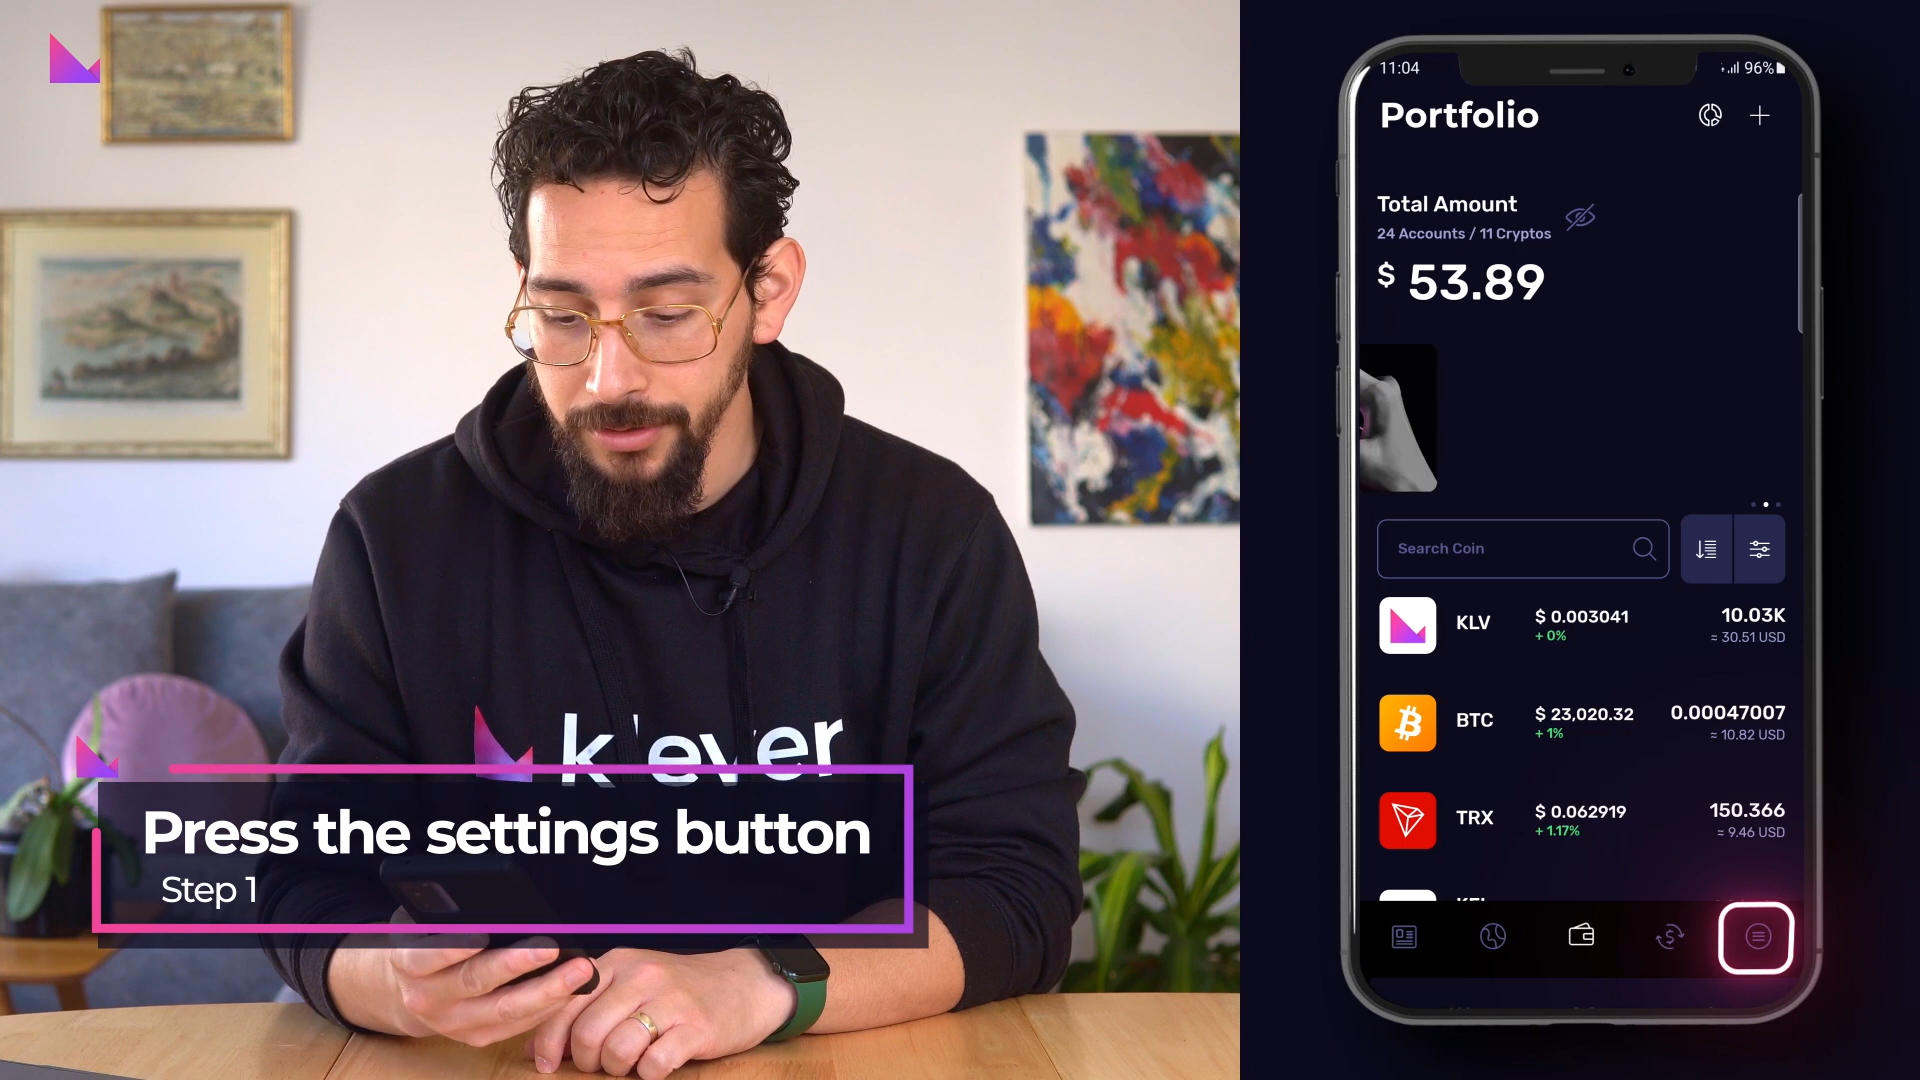 klever
Press the settings button
Step 1
11:04
96%
Portfolio
Total Amount
24 Accounts / 11 Cryptos
$ 53.89
Search Coin
KLV
$ 0.003041
+ 0%
10.03K
≈ 30.51 USD
BTC
$ 23,020.32
+ 1%
0.00047007
≈ 10.82 USD
TRX
$ 0.062919
+ 1.17%
150.366
≈ 9.46 USD